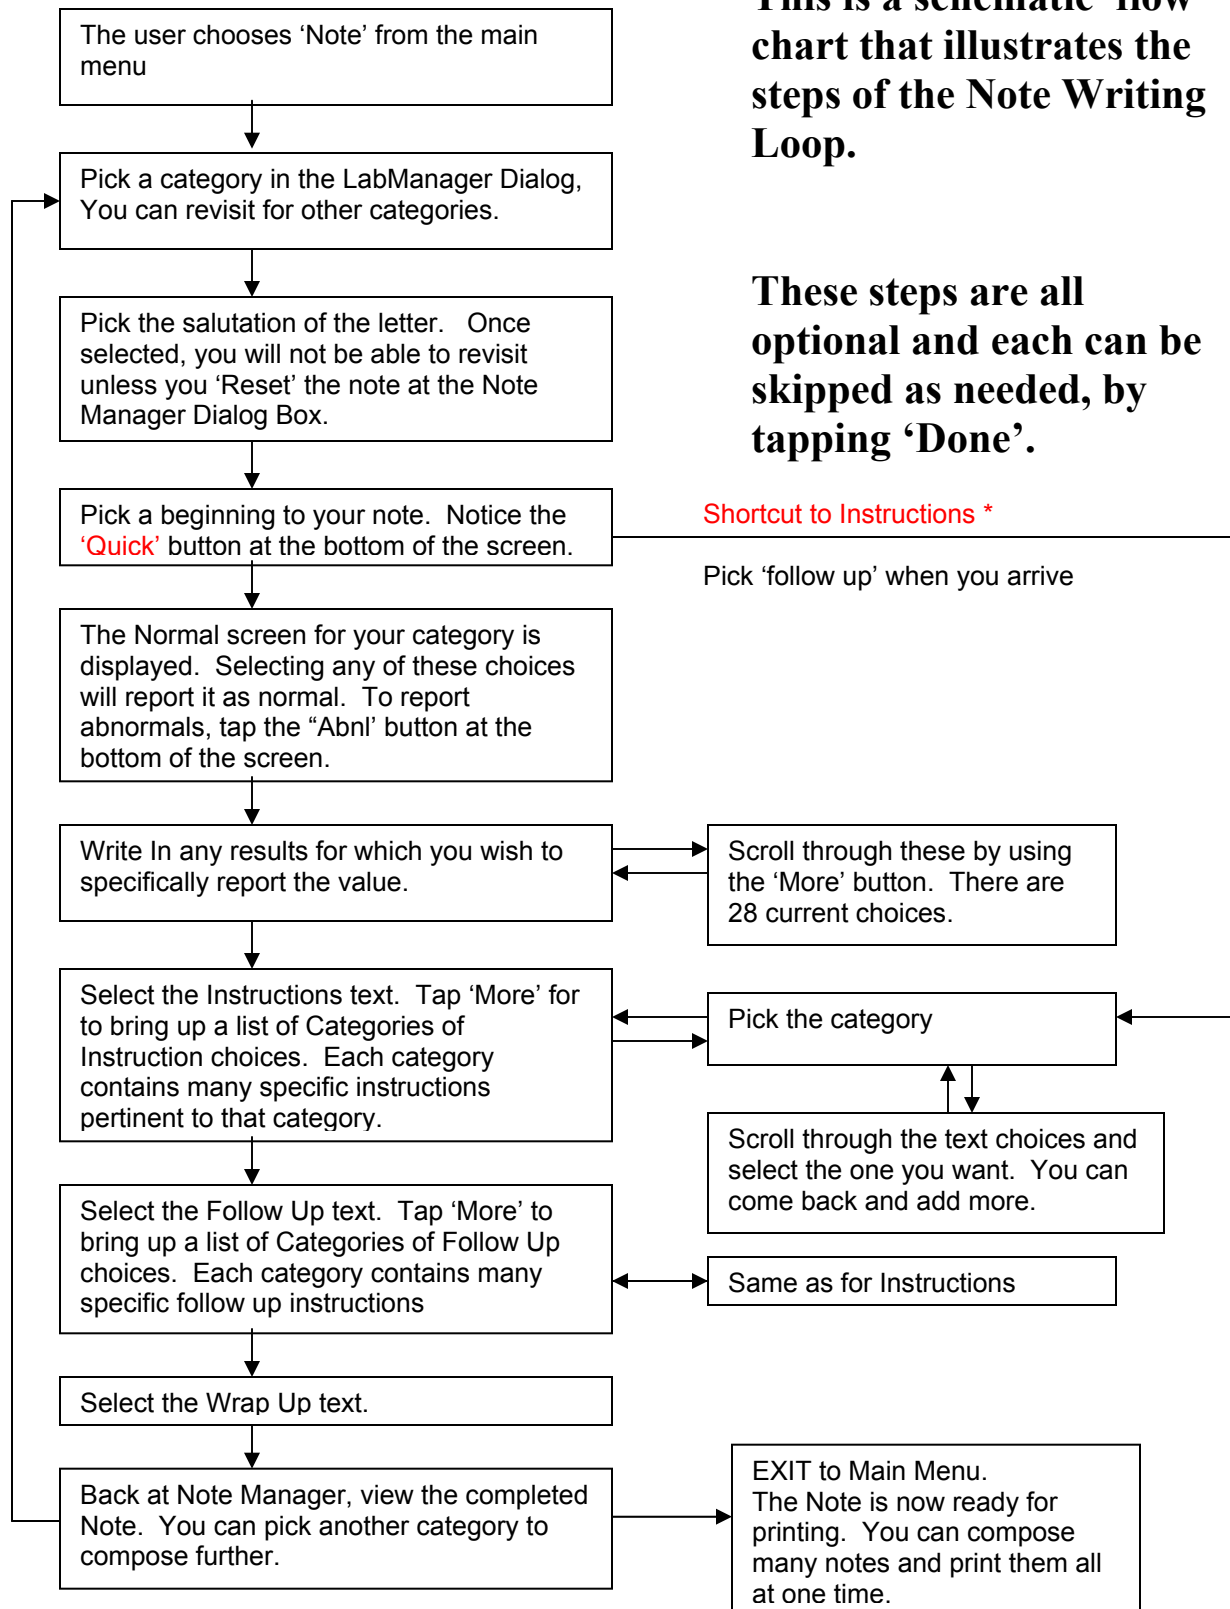 This is a schematic flow
chart that illustrates the
steps of the Note Writing
Loop.
These steps are all
optional and each can be
skipped as needed, by
tapping ‘Done’.
The user chooses ‘Note’ from the main
menu
Pick a category in the LabManager Dialog,
You can revisit for other categories.
Pick the salutation of the letter.   Once
selected, you will not be able to revisit
unless you ‘Reset’ the note at the Note
Manager Dialog Box.
Pick a beginning to your note.  Notice the
‘Quick’ button at the bottom of the screen.
Shortcut to Instructions *
Pick ‘follow up’ when you arrive
The Normal screen for your category is
displayed.  Selecting any of these choices
will report it as normal.  To report
abnormals, tap the “Abnl’ button at the
bottom of the screen.
Write In any results for which you wish to
specifically report the value.
Scroll through these by using
the ‘More’ button.  There are
28 current choices.
Select the Instructions text.  Tap ‘More’ for
to bring up a list of Categories of
Instruction choices.  Each category
contains many specific instructions
pertinent to that category.
Pick the category
Scroll through the text choices and
select the one you want.  You can
come back and add more.
Select the Follow Up text.  Tap ‘More’ to
bring up a list of Categories of Follow Up
choices.  Each category contains many
specific follow up instructions
Same as for Instructions
Select the Wrap Up text.
Back at Note Manager, view the completed
Note.  You can pick another category to
compose further.
EXIT to Main Menu.
The Note is now ready for
printing.  You can compose
many notes and print them all
at one time.